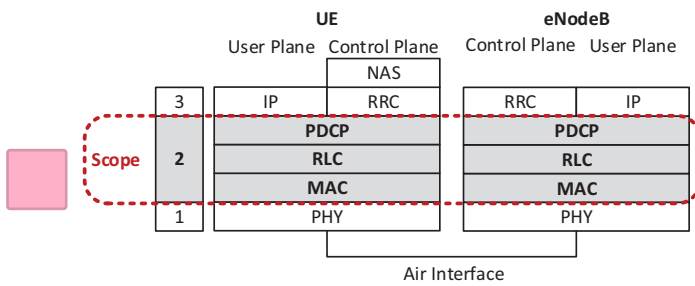 UE eNodeB
User Plane Control Plane Control Plane User Plane
NAS
3 IP RRC RRC IP
PDCP PDCP
Scope 2 RLC RLC
MAC MAC
1 PHY PHY
Air Interface